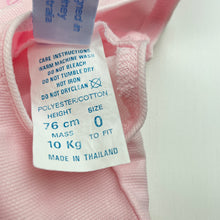 CARE INSTRUCTIONS
WARM MACHINE WASH
DO NOT BLEACH
DO NOT TUMBLE DRY
HOT IRON
DO NOT DRYCLEAN
POLYESTER/COTTON
HEIGHT SIZE
76 cm 0
MASS TO FIT
10 Kg
MADE IN THAILAND